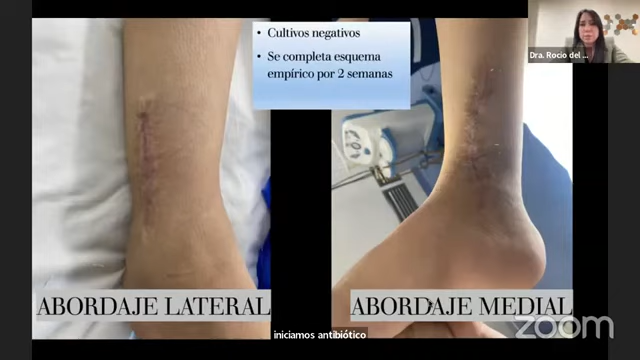 • Cultivos negativos
• Se completa esquema
empírico por 2 semanas
Dra. Rocio del ...
ABORDAJE LATERAL
ABORDAJE MEDIAL
iniciamos antibiótico
zoom